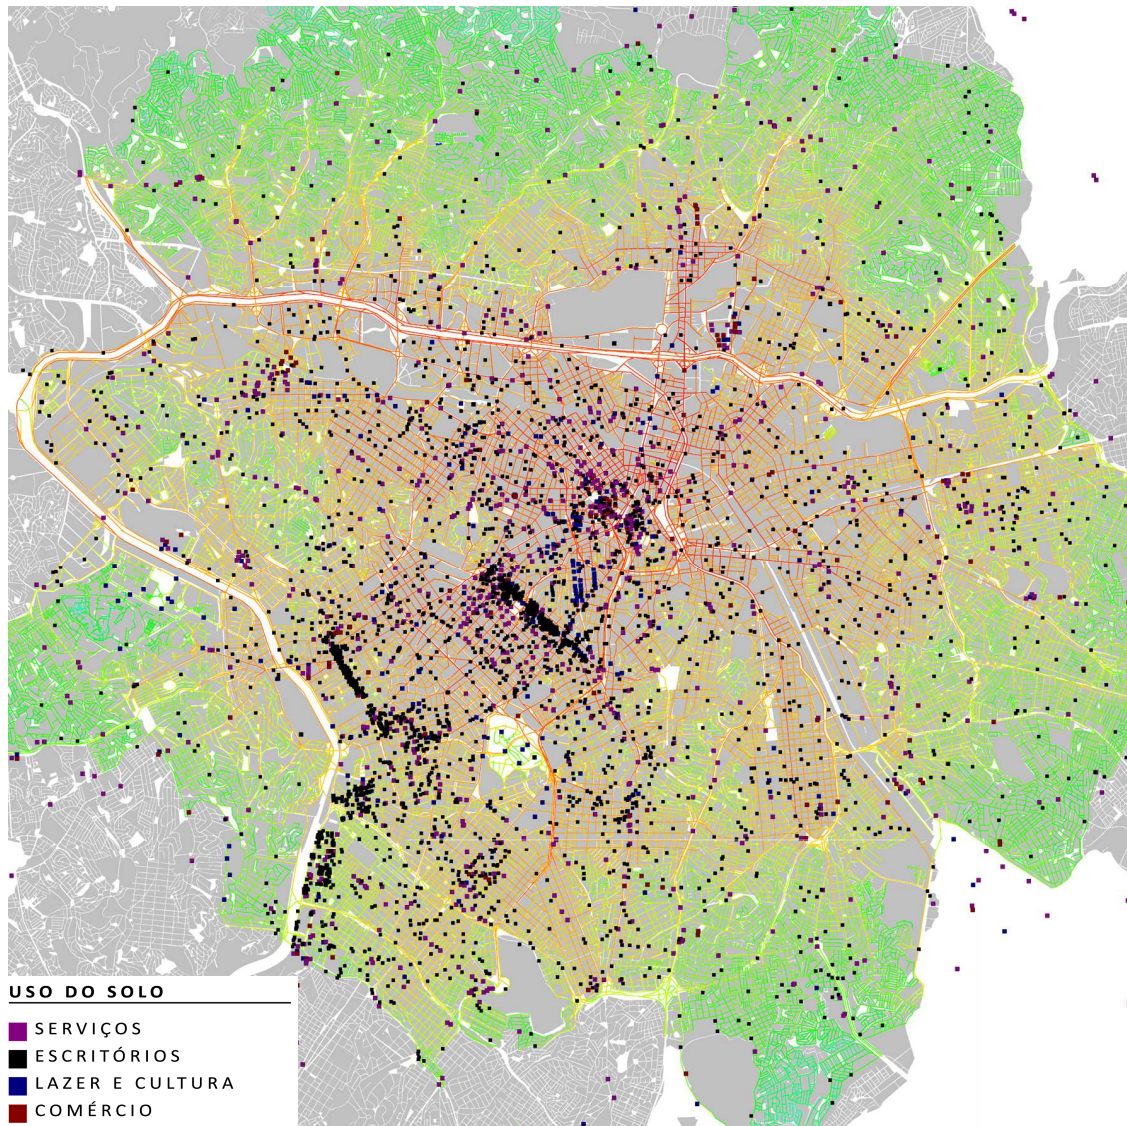 USO DO SOLO
SERVIÇOS
ESCRITÓRIOS
LAZER E CULTURA
COMÉRCIO